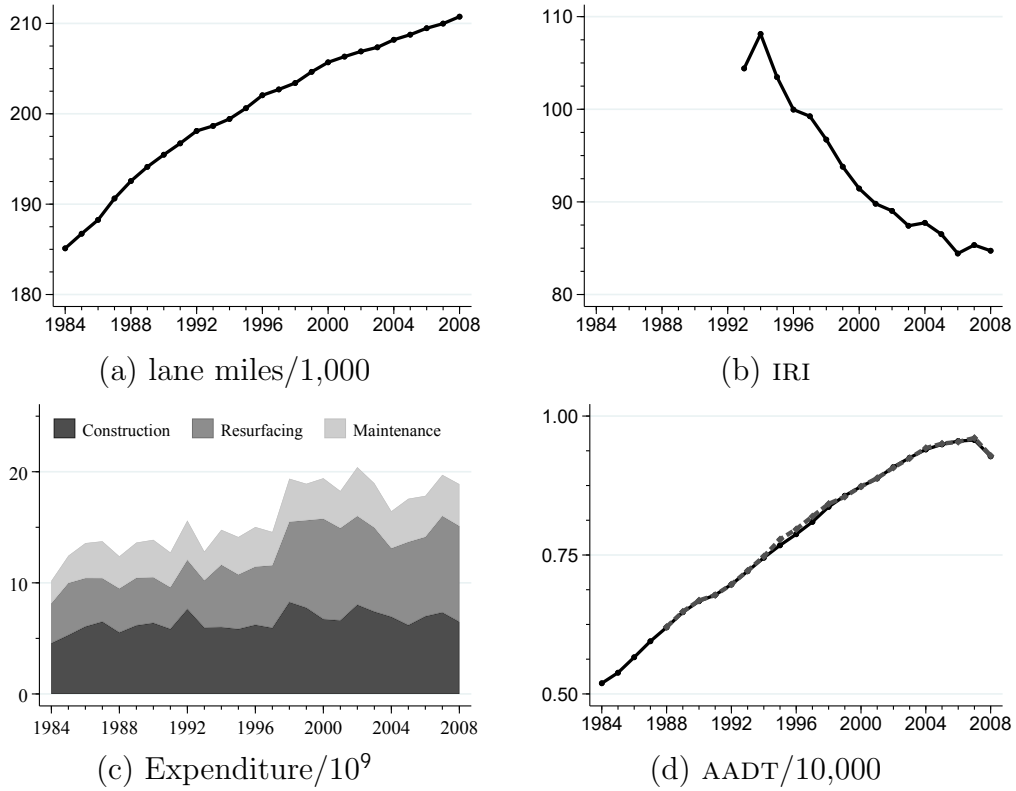 210
200
190
180
1984 1988 1992 1996 2000 2004 2008
(a) lane miles/1,000
110
100
90
80
1984 1988 1992 1996 2000 2004 2008
(b) IRI
Construction Resurfacing Maintenance
20
10
0
1984 1988 1992 1996 2000 2004 2008
(c) Expenditure/10⁹
1.00
0.75
0.50
1984 1988 1992 1996 2000 2004 2008
(d) AADT/10,000